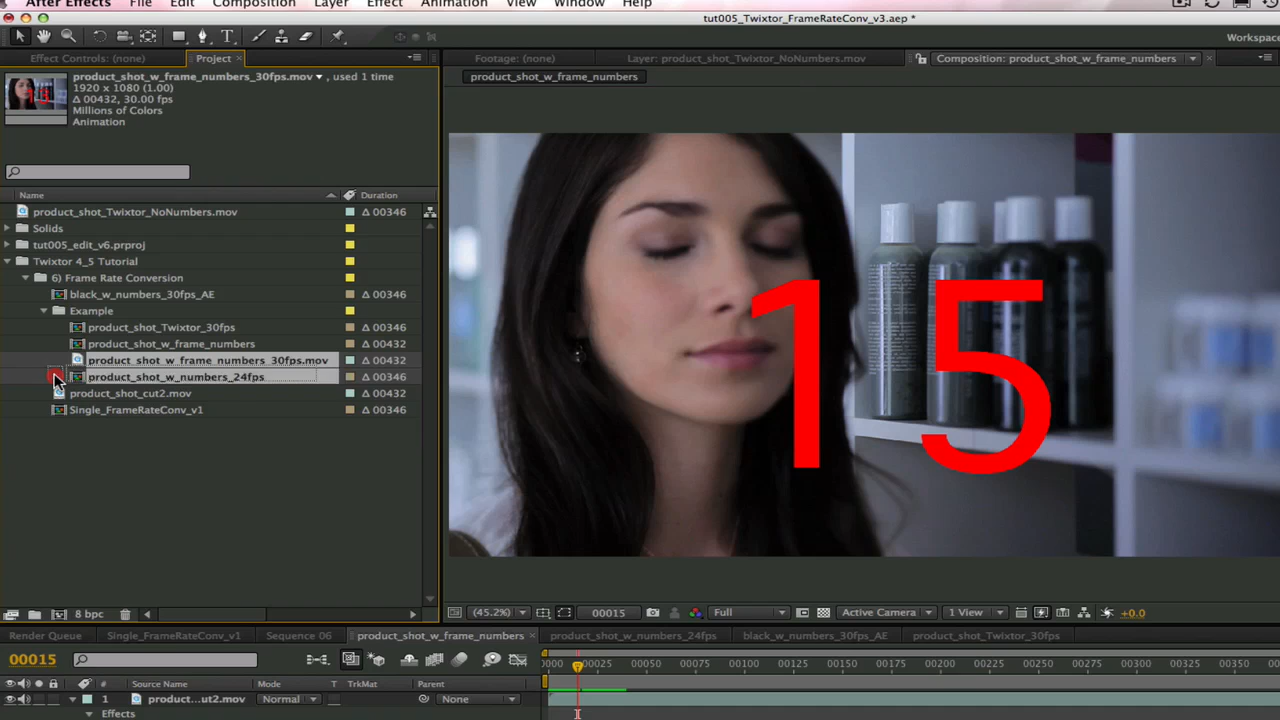 After Effects File Edit Composition Layer Effect Animation View Window Help
tut005_Twixtor_FrameRateConv_v3.aep *
Workspace
Effect Controls: (none) Project × Footage: (none) Layer: product_shot_Twixtor_NoNumbers.mov Composition: product_shot_w_frame_numbers
product_shot_w_frame_numbers_30fps.mov ▼, used 1 time
1920 x 1080 (1.00)
Δ 00432, 30.00 fps
Millions of Colors
Animation
product_shot_w_frame_numbers
Name Duration
product_shot_Twixtor_NoNumbers.mov Δ 00346
Solids
tut005_edit_v6.prproj
Twixtor 4_5 Tutorial
6) Frame Rate Conversion
black_w_numbers_30fps_AE Δ 00346
Example
product_shot_Twixtor_30fps Δ 00346
product_shot_w_frame_numbers Δ 00432
product_shot_w_frame_numbers_30fps.mov Δ 00432
product_shot_w_numbers_24fps Δ 00346
product_shot_cut2.mov Δ 00432
Single_FrameRateConv_v1 Δ 00346
15
8 bpc
(45.2%) 00015 Full Active Camera 1 View +0.0
Render Queue Single_FrameRateConv_v1 Sequence 06 product_shot_w_frame_numbers × product_shot_w_numbers_24fps black_w_numbers_30fps_AE product_shot_Twixtor_30fps
00015
0000 00025 00050 00075 00100 00125 00150 00175 00200 00225 00250 00275 00300 00325 00350
# Source Name Mode T TrkMat Parent
1 product...ut2.mov Normal None
Effects